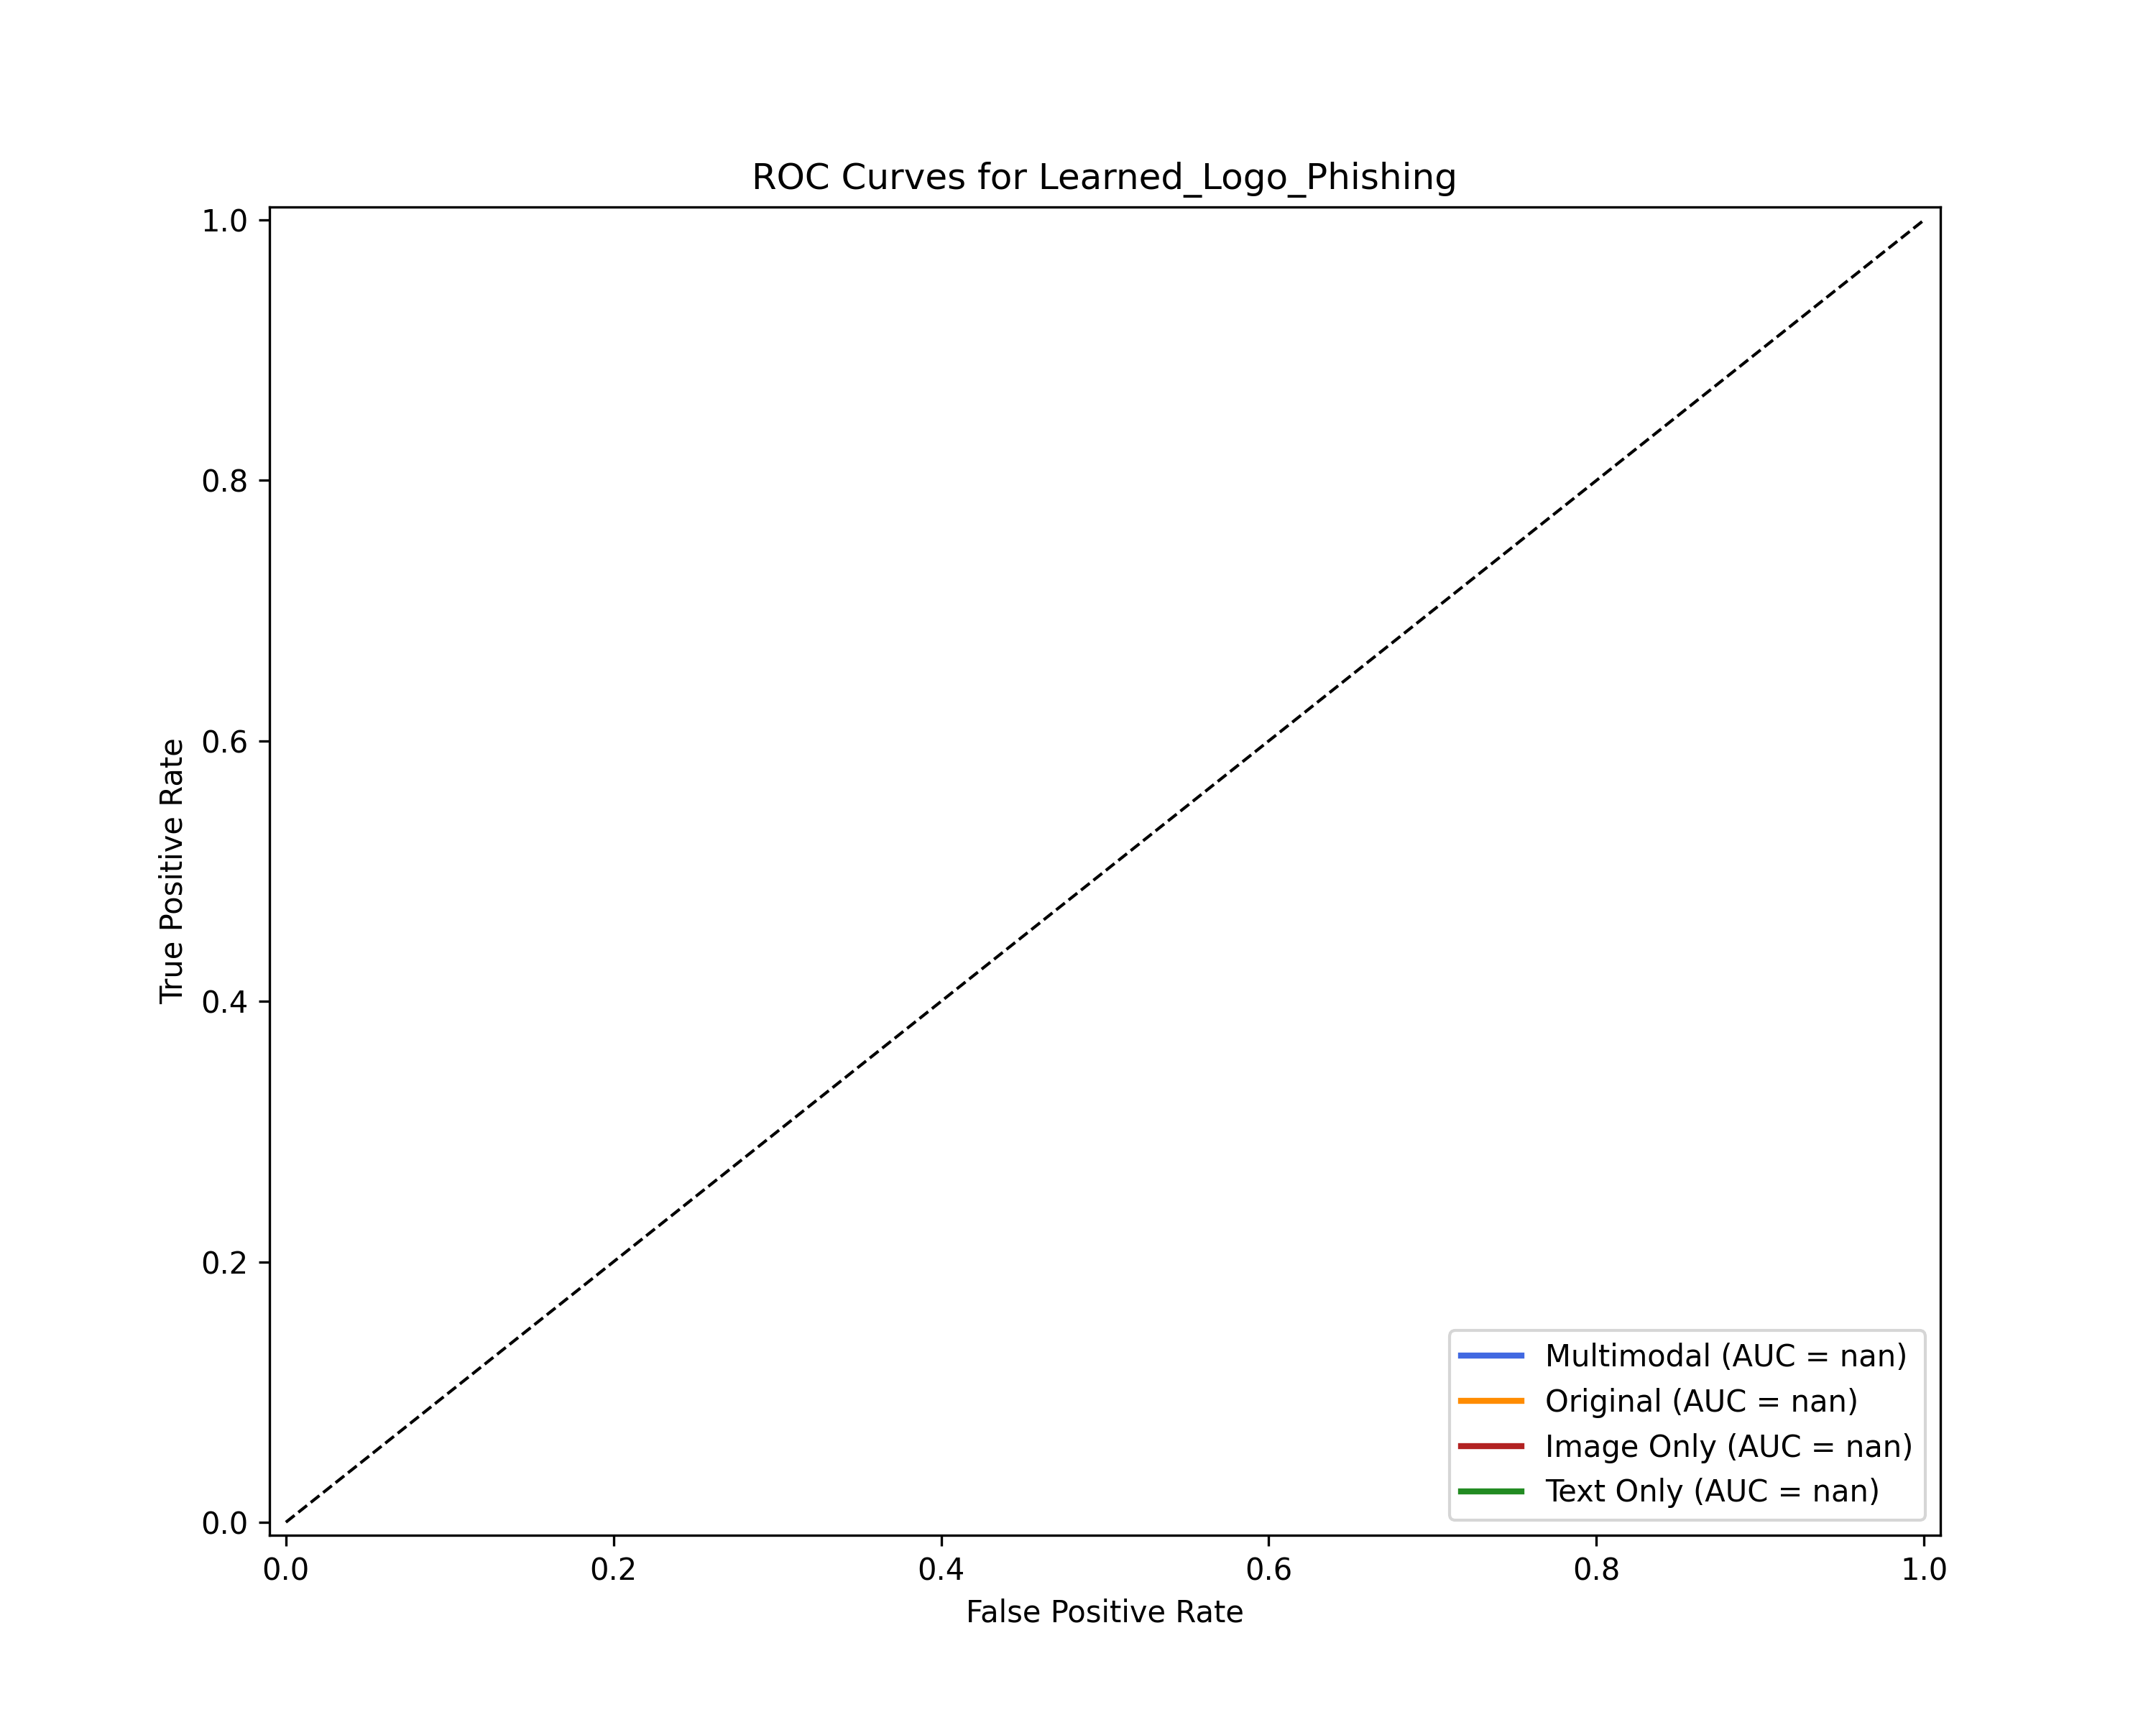 ROC Curves for Learned_Logo_Phishing
1.0
0.8
0.6
0.4
0.2
0.0
True Positive Rate
Multimodal (AUC = nan)
Original (AUC = nan)
Image Only (AUC = nan)
Text Only (AUC = nan)
0.0 0.2 0.4 0.6 0.8 1.0
False Positive Rate